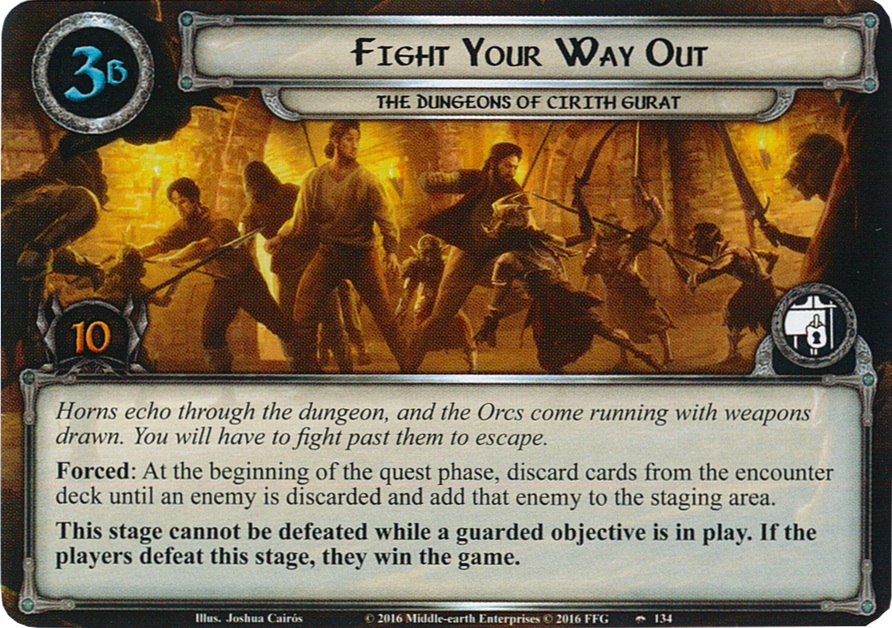 3B
Fight Your Way Out
The Dungeons of Cirith Gurat
10
Horns echo through the dungeon, and the Orcs come running with weapons
drawn. You will have to fight past them to escape.
Forced: At the beginning of the quest phase, discard cards from the encounter
deck until an enemy is discarded and add that enemy to the staging area.
This stage cannot be defeated while a guarded objective is in play. If the
players defeat this stage, they win the game.
Illus. Joshua Cairós © 2016 Middle-earth Enterprises © 2016 FFG 134